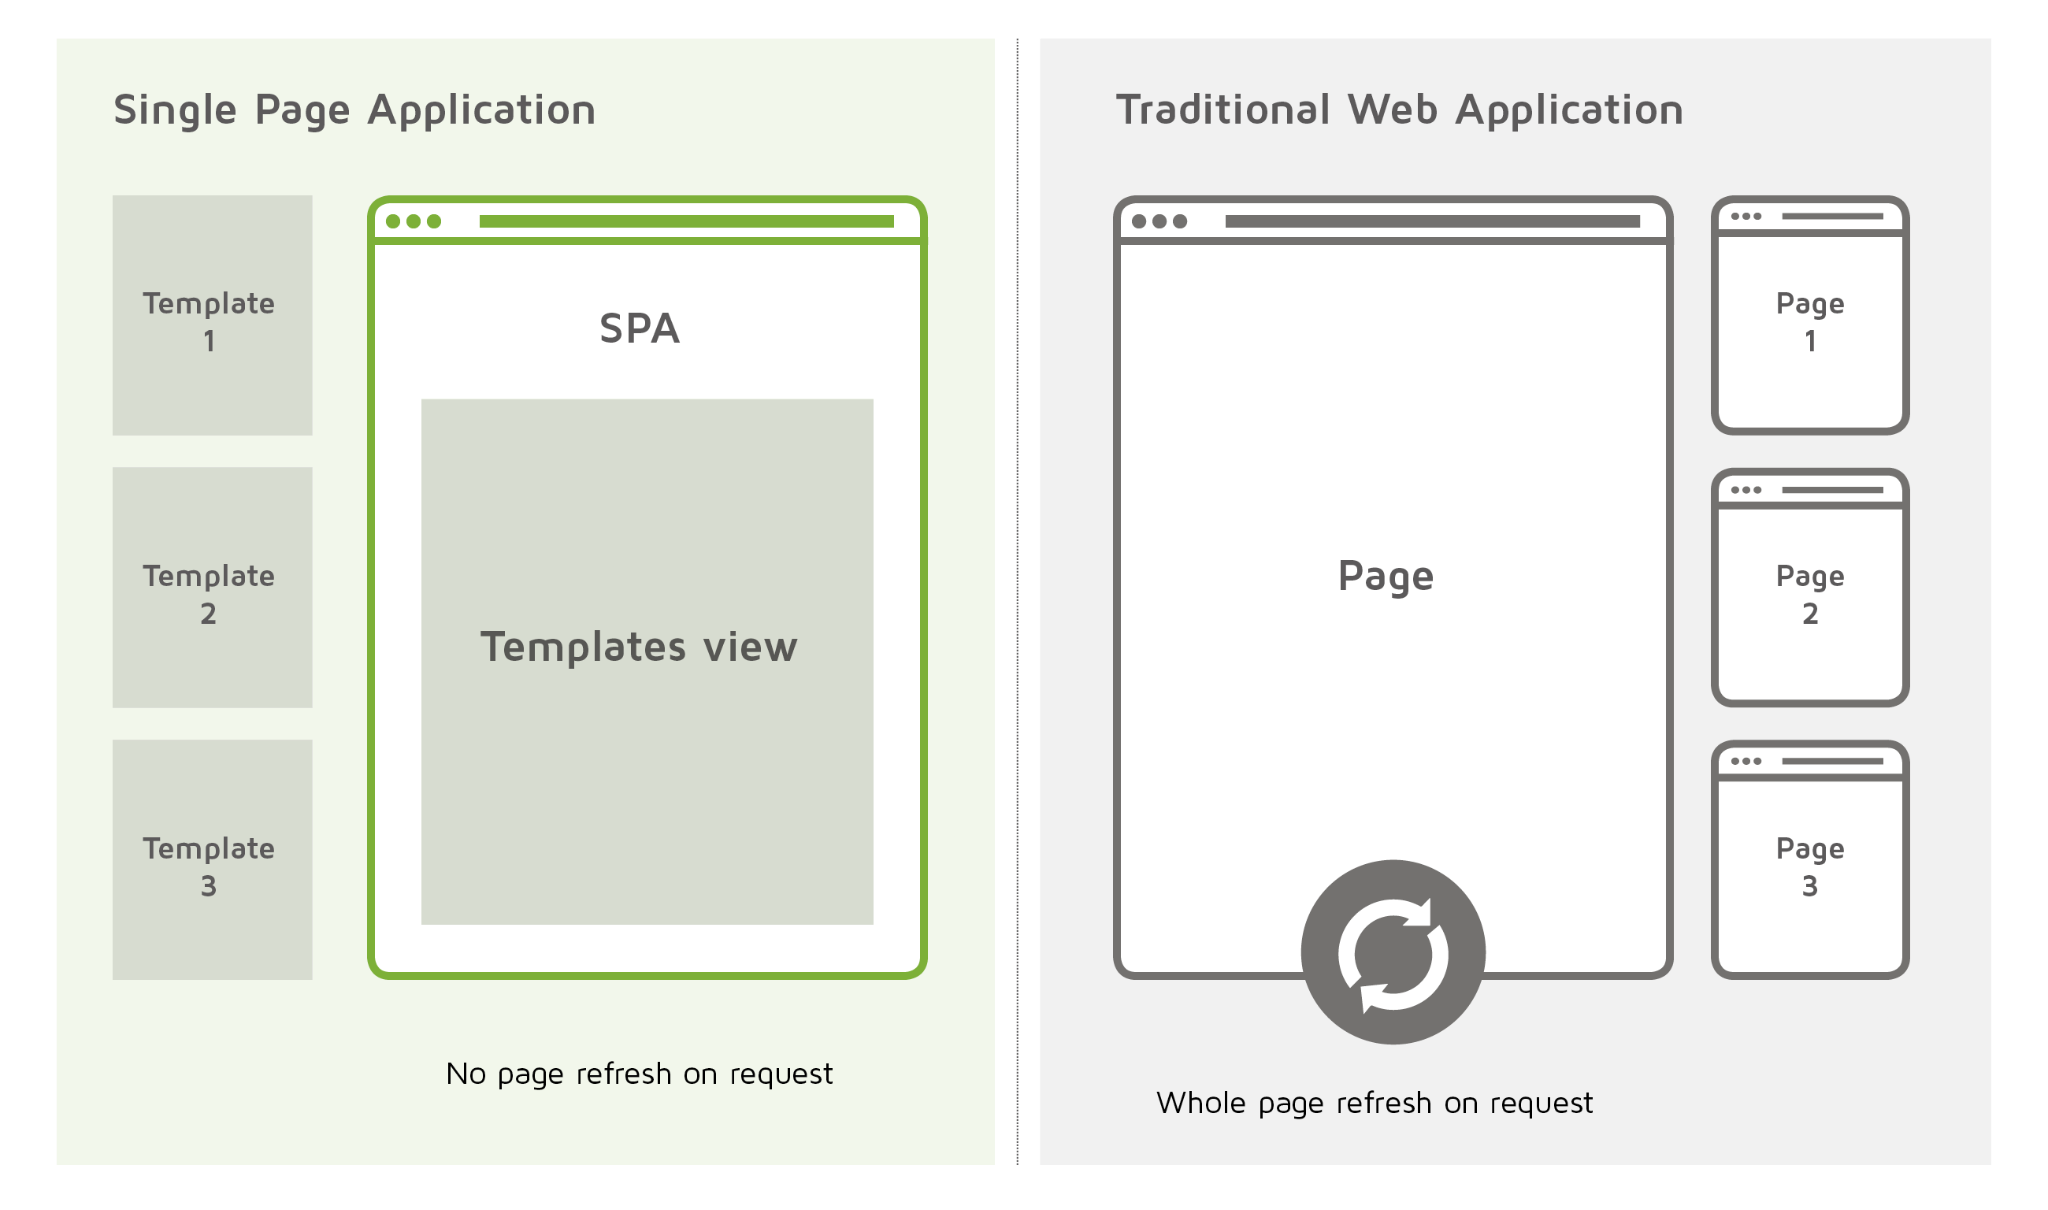 Single Page Application
Template
1
Template
2
Template
3
SPA
Templates view
No page refresh on request
Traditional Web Application
Page
Page
1
Page
2
Page
3
Whole page refresh on request